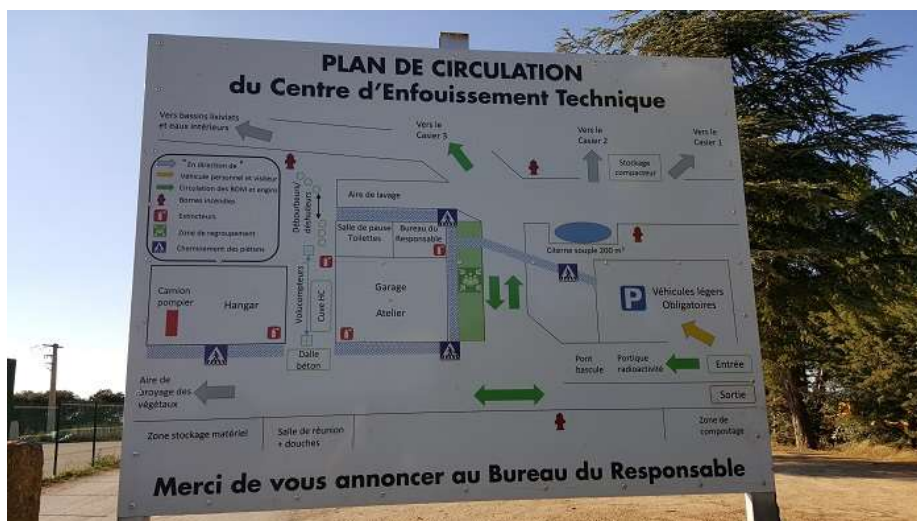 PLAN DE CIRCULATION
du Centre d'Enfouissement Technique
Vers bassins lixiviats
et eaux intérieurs
Vers le
Casier 3
Vers le
Casier 2
Stockage
compacteur
Vers le
Casier 1
"En direction de"
Véhicule personnel et visiteur
Circulation des BOM et engins
Bornes incendies
Extincteurs
Zone de regroupement
Cheminement des piétons
Débourbeurs/
déshuileurs
Aire de lavage
Salle de pause
Toilettes
Bureau du
Responsable
Citerne souple 200 m³
Camion
pompier
Hangar
Volucompteurs
Cuve HC
Garage
Atelier
P
Véhicules légers
Obligatoires
Dalle
béton
Pont
bascule
Portique
radioactivité
Entrée
Sortie
Aire de
broyage des
végétaux
Zone stockage matériel
Salle de réunion
+ douches
Zone de
compostage
Merci de vous annoncer au Bureau du Responsable